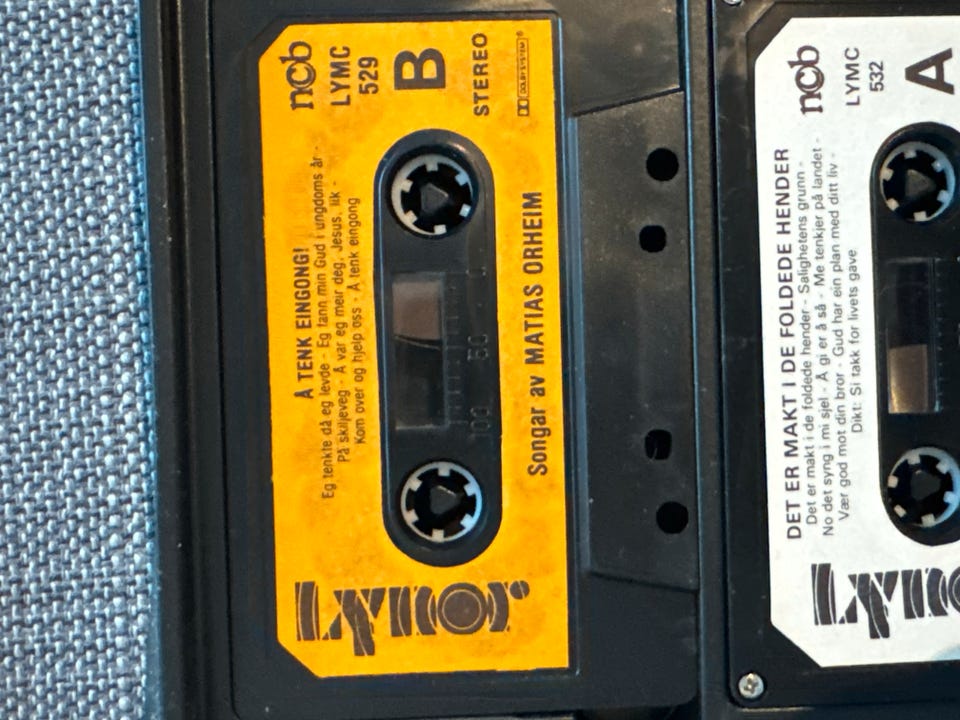 Å TENK EINGONG!
Eg tenkte då eg levde - Eg fann min Gud i ungdoms år -
På skiljeveg - Å var eg meir deg, Jesus, lik -
Kom over og hjelp oss - Å tenk eingong
ncb
LYMC
529
B
STEREO
DOLBY SYSTEM
100 50
Songar av MATIAS ORHEIM
Lynor
DET ER MAKT I DE FOLDEDE HENDER
Det er makt i de foldede hender - Salighetens grunn -
No det syng i mi sjel - Å gi er å så - Me tenkjer på landet -
Vær god mot din bror - Gud har ein plan med ditt liv -
Dikt: Si takk for livets gave
ncb
LYMC
532
A
Lyno